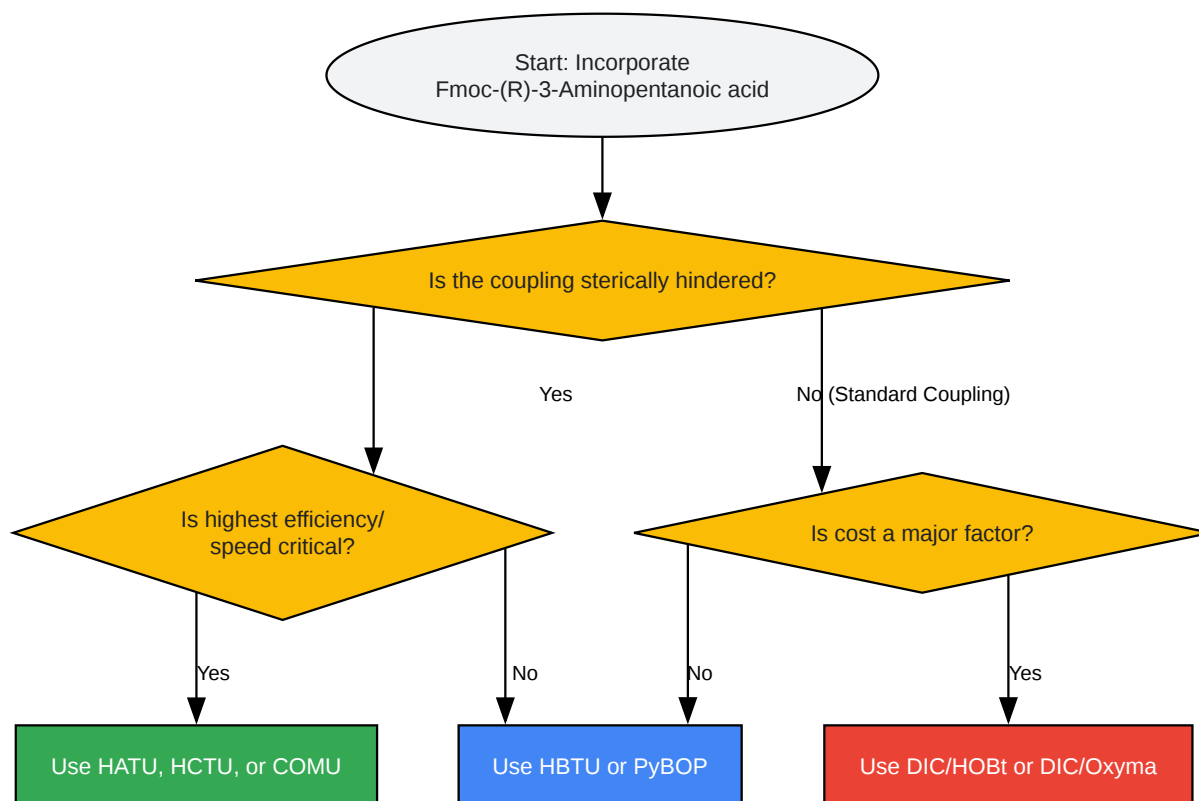 Start: Incorporate
Fmoc-(R)-3-Aminopentanoic acid
Is the coupling sterically hindered?
Yes
No (Standard Coupling)
Is highest efficiency/
speed critical?
Is cost a major factor?
Yes
No
No
Yes
Use HATU, HCTU, or COMU
Use HBTU or PyBOP
Use DIC/HOBt or DIC/Oxyma